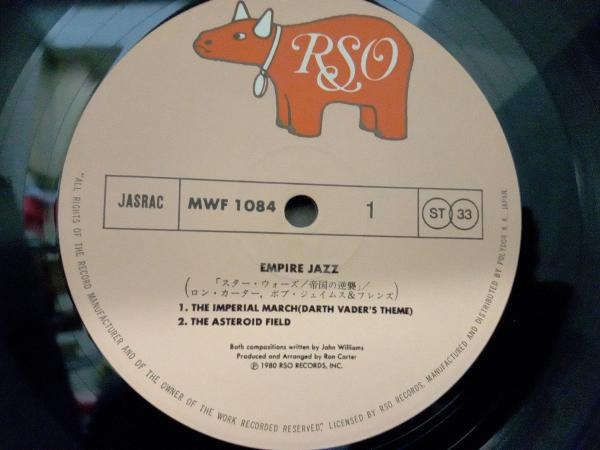 RSO
JASRAC
MWF 1084
1
ST 33
EMPIRE JAZZ
(「スター・ウォーズ/帝国の逆襲」/
ロン・カーター, ボブ・ジェイムス&フレンズ)
1. THE IMPERIAL MARCH(DARTH VADER'S THEME)
2. THE ASTEROID FIELD
Both compositions written by John Williams
Produced and Arranged by Ron Carter
Ⓟ 1980 RSO RECORDS, INC.
"ALL RIGHTS OF THE RECORD MANUFACTURER AND OF THE OWNER OF THE WORK RECORDED RESERVED", LICENSED BY RSO RECORDS, MANUFACTURED AND DISTRIBUTED BY POLYDOR K. K. JAPAN.